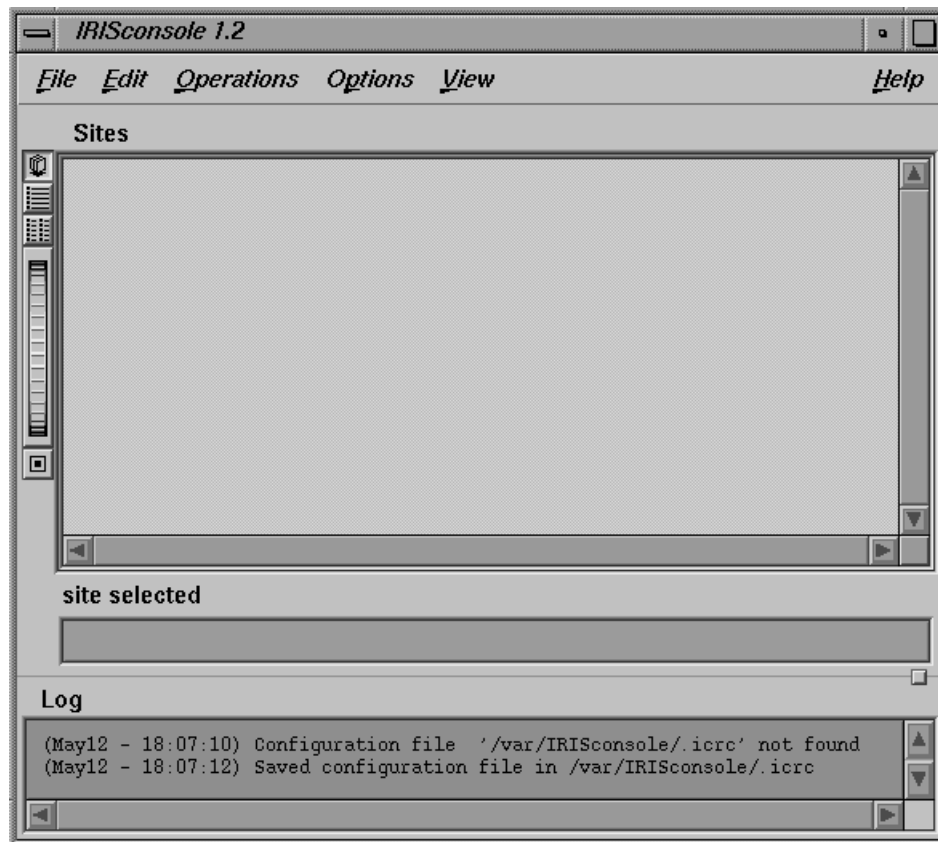 IRISconsole 1.2
File Edit Operations Options View Help
Sites
site selected
Log
(May12 - 18:07:10) Configuration file '/var/IRISconsole/.icrc' not found
(May12 - 18:07:12) Saved configuration file in /var/IRISconsole/.icrc